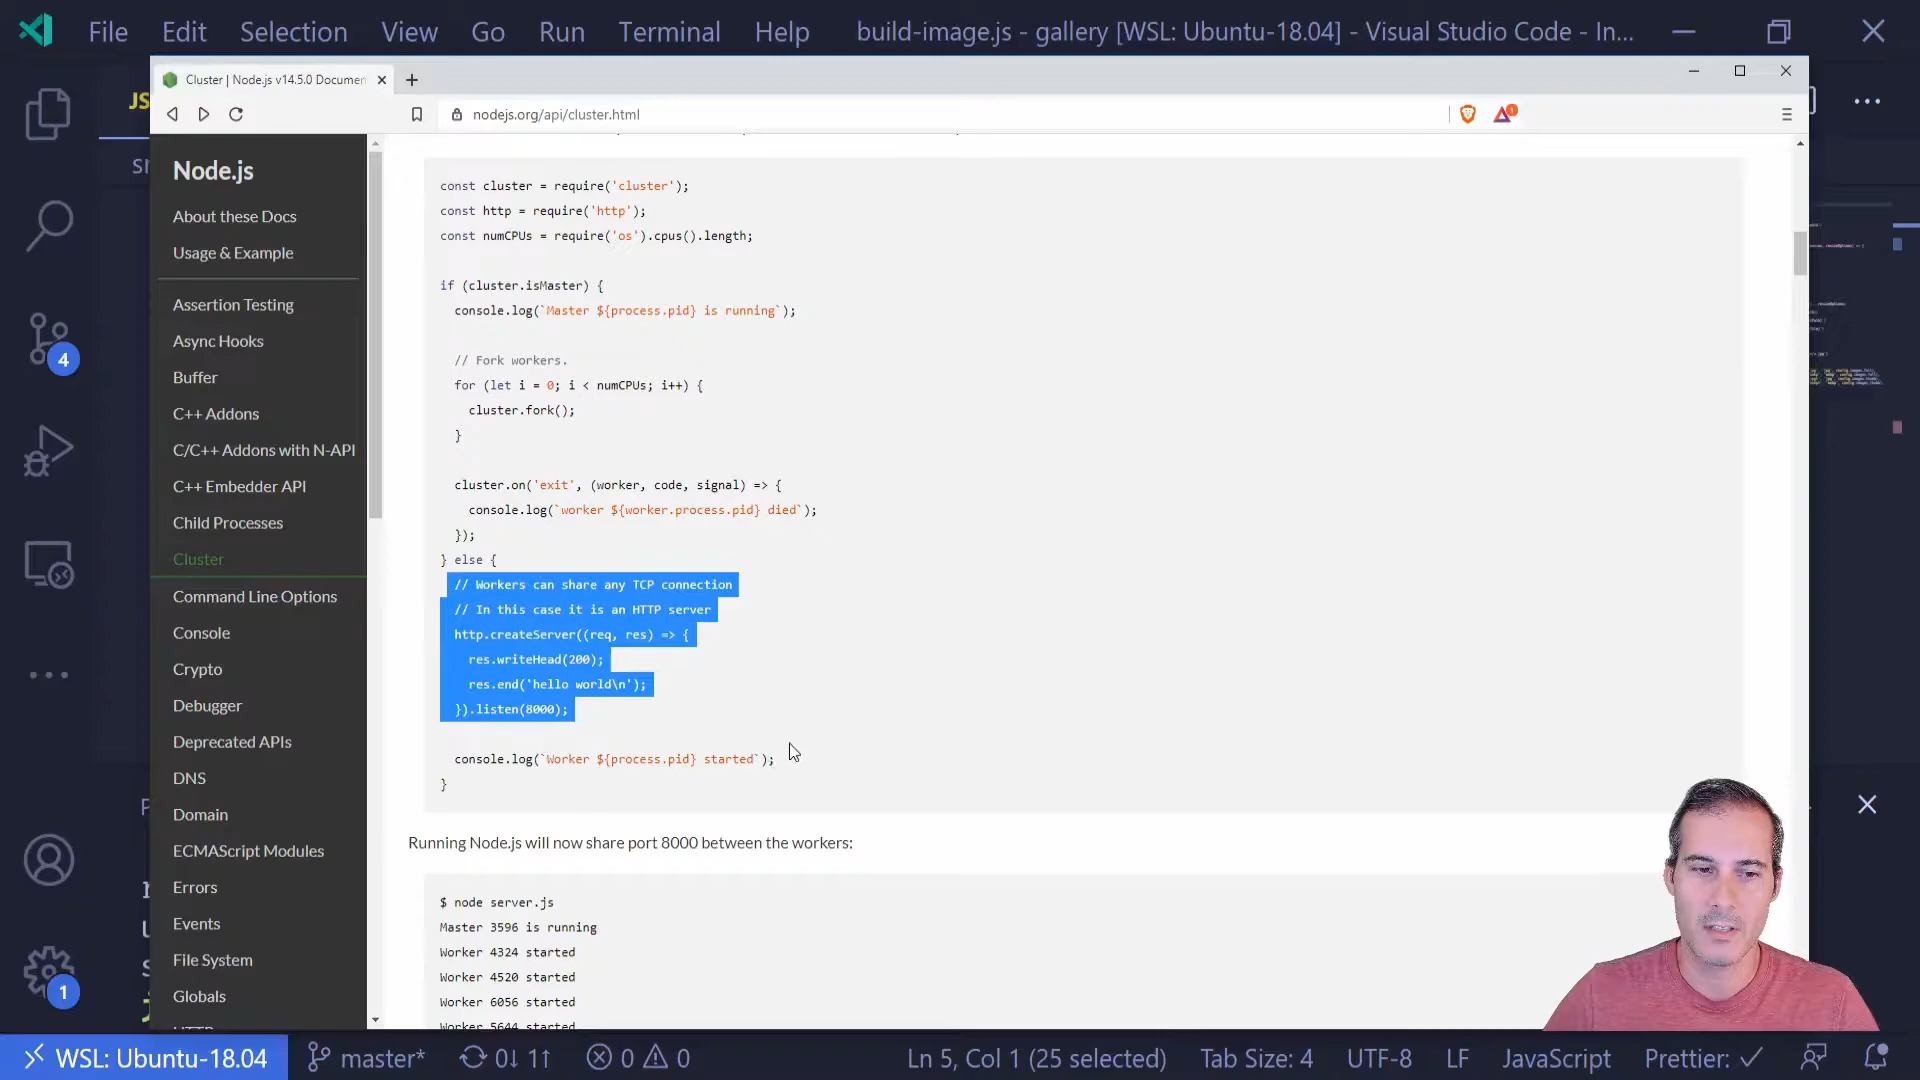 File Edit Selection View Go Run Terminal Help build-image.js - gallery [WSL: Ubuntu-18.04] - Visual Studio Code - In...
JS
Cluster | Node.js v14.5.0 Documen
nodejs.org/api/cluster.html
1
Node.js
About these Docs
Usage & Example
Assertion Testing
Async Hooks
Buffer
C++ Addons
C/C++ Addons with N-API
C++ Embedder API
Child Processes
Cluster
Command Line Options
Console
Crypto
Debugger
Deprecated APIs
DNS
Domain
ECMAScript Modules
Errors
Events
File System
Globals
const cluster = require('cluster');
const http = require('http');
const numCPUs = require('os').cpus().length;
if (cluster.isMaster) {
console.log(`Master ${process.pid} is running`);
// Fork workers.
for (let i = 0; i < numCPUs; i++) {
cluster.fork();
}
cluster.on('exit', (worker, code, signal) => {
console.log(`worker ${worker.process.pid} died`);
});
} else {
// Workers can share any TCP connection
// In this case it is an HTTP server
http.createServer((req, res) => {
res.writeHead(200);
res.end('hello world\n');
}).listen(8000);
console.log(`Worker ${process.pid} started`);
}
Running Node.js will now share port 8000 between the workers:
$ node server.js
Master 3596 is running
Worker 4324 started
Worker 4520 started
Worker 6056 started
Worker 5644 started
4
1
WSL: Ubuntu-18.04 master* 0↓ 1↑ 0 0 Ln 5, Col 1 (25 selected) Tab Size: 4 UTF-8 LF JavaScript Prettier: ✓